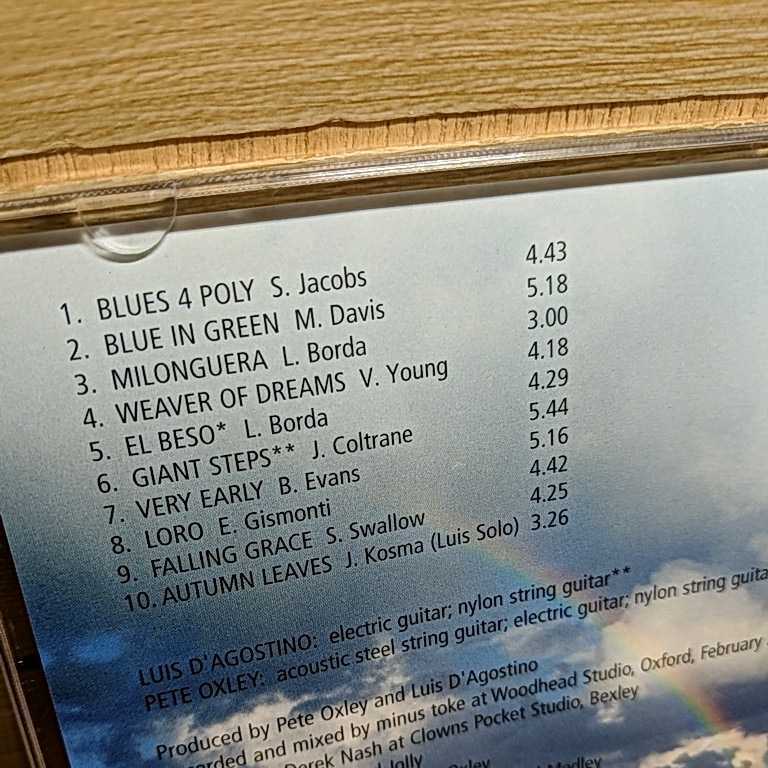 1. BLUES 4 POLY S. Jacobs 4.43
2. BLUE IN GREEN M. Davis 5.18
3. MILONGUERA L. Borda 3.00
4. WEAVER OF DREAMS V. Young 4.18
5. EL BESO* L. Borda 4.29
6. GIANT STEPS** J. Coltrane 5.44
7. VERY EARLY B. Evans 5.16
8. LORO E. Gismonti 4.42
9. FALLING GRACE S. Swallow 4.25
10. AUTUMN LEAVES J. Kosma (Luis Solo) 3.26
LUIS D'AGOSTINO: electric guitar; nylon string guitar**
PETE OXLEY: acoustic steel string guitar; electric guitar; nylon string
Produced by Pete Oxley and Luis D'Agostino
and mixed by minus toke at Woodhead Studio, Oxford, February
Derek Nash at Clowns Pocket Studio, Bexley
Jolly